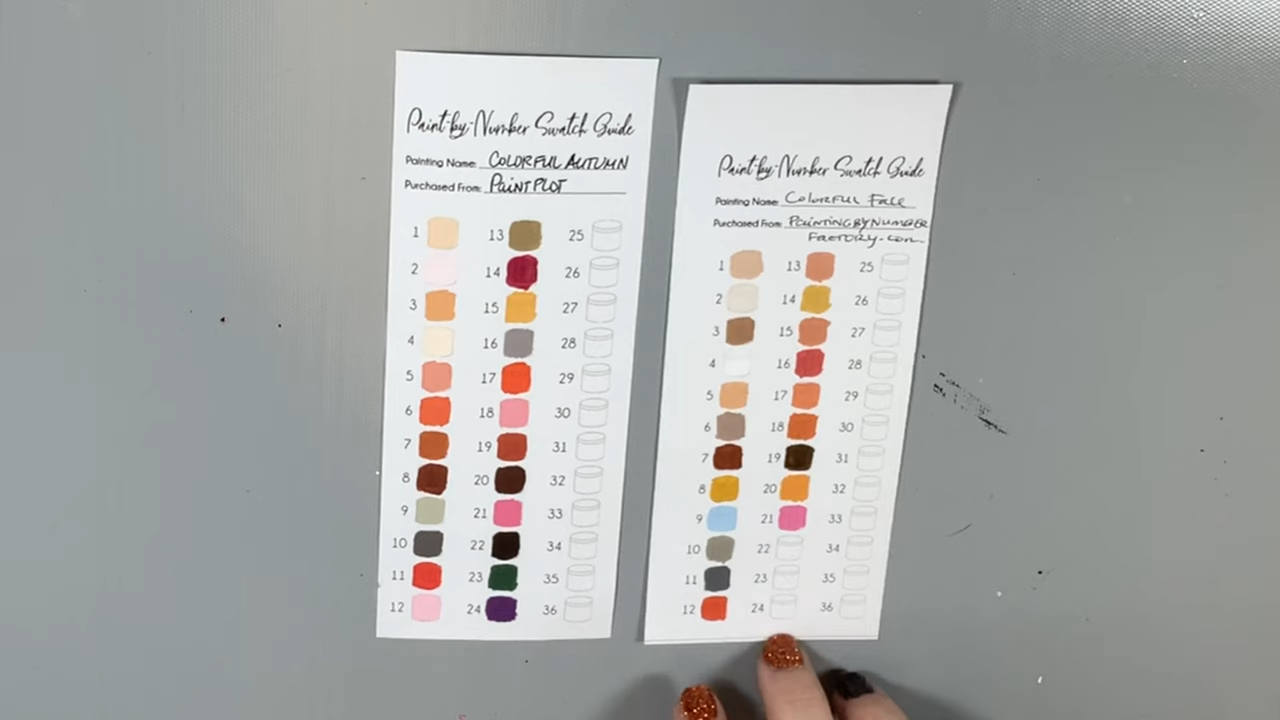 Paint-by-Number Swatch Guide
Painting Name: COLORFUL AUTUMN
Purchased From: PAINT PLOT
1 13 25
2 14 26
3 15 27
4 16 28
5 17 29
6 18 30
7 19 31
8 20 32
9 21 33
10 22 34
11 23 35
12 24 36
Paint-by-Number Swatch Guide
Painting Name: COLORFUL FALL
Purchased From: PAINTINGBYNUMBER
FACTORY.COM
1 13 25
2 14 26
3 15 27
4 16 28
5 17 29
6 18 30
7 19 31
8 20 32
9 21 33
10 22 34
11 23 35
12 24 36